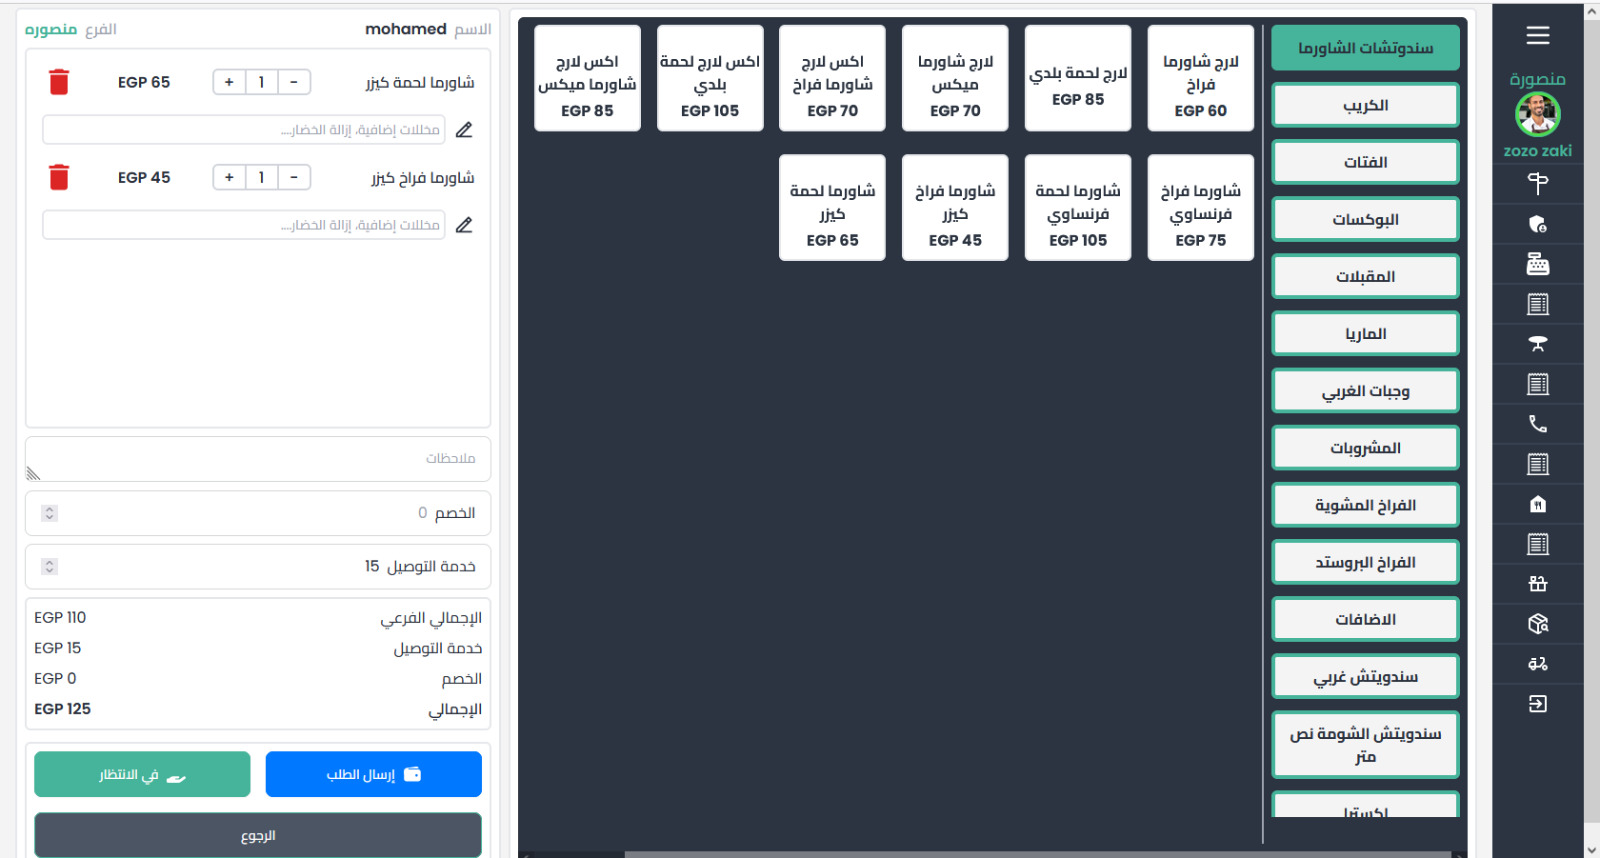 منصورة
zozo zaki
سندوتشات الشاورما
الكريب
الفتات
البوكسات
المقبلات
الماريا
وجبات الغربي
المشروبات
الفراخ المشوية
الفراخ البروستد
الاضافات
سندويتش غربي
سندويتش الشومة نص
متر
اكسترا
لارج شاورما
فراخ
EGP 60
لارج لحمة بلدي
EGP 85
لارج شاورما
ميكس
EGP 70
اكس لارج
شاورما فراخ
EGP 70
اكس لارج لحمة
بلدي
EGP 105
اكس لارج
شاورما ميكس
EGP 85
شاورما فراخ
فرنساوي
EGP 75
شاورما لحمة
فرنساوي
EGP 105
شاورما فراخ
كيزر
EGP 45
شاورما لحمة
كيزر
EGP 65
الاسم mohamed
الفرع منصوره
شاورما لحمة كيزر - 1 + EGP 65
مخللات إضافية، إزالة الخضار....
شاورما فراخ كيزر - 1 + EGP 45
مخللات إضافية، إزالة الخضار....
ملاحظات
الخصم 0
خدمة التوصيل 15
الإجمالي الفرعي EGP 110
خدمة التوصيل EGP 15
الخصم EGP 0
الإجمالي EGP 125
إرسال الطلب
في الانتظار
الرجوع